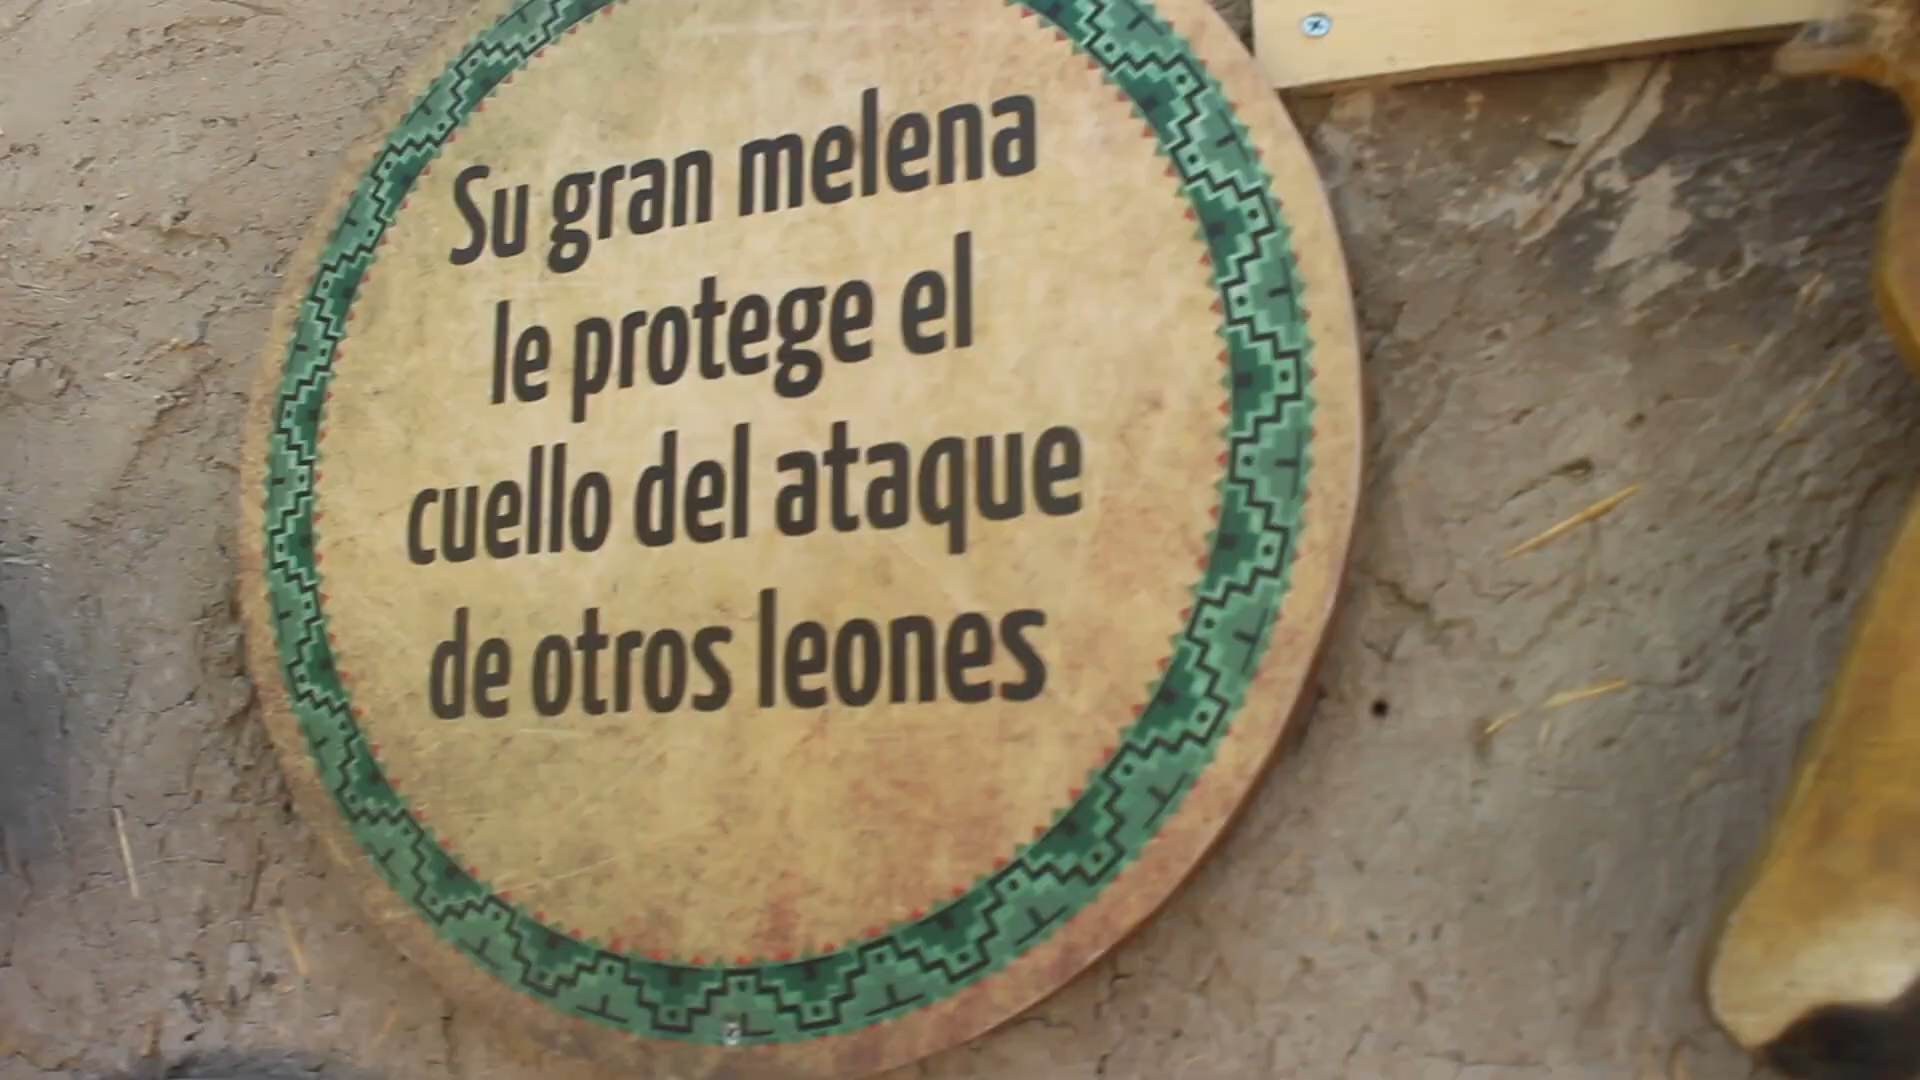 Su gran melena
le protege el
cuello del ataque
de otros leones